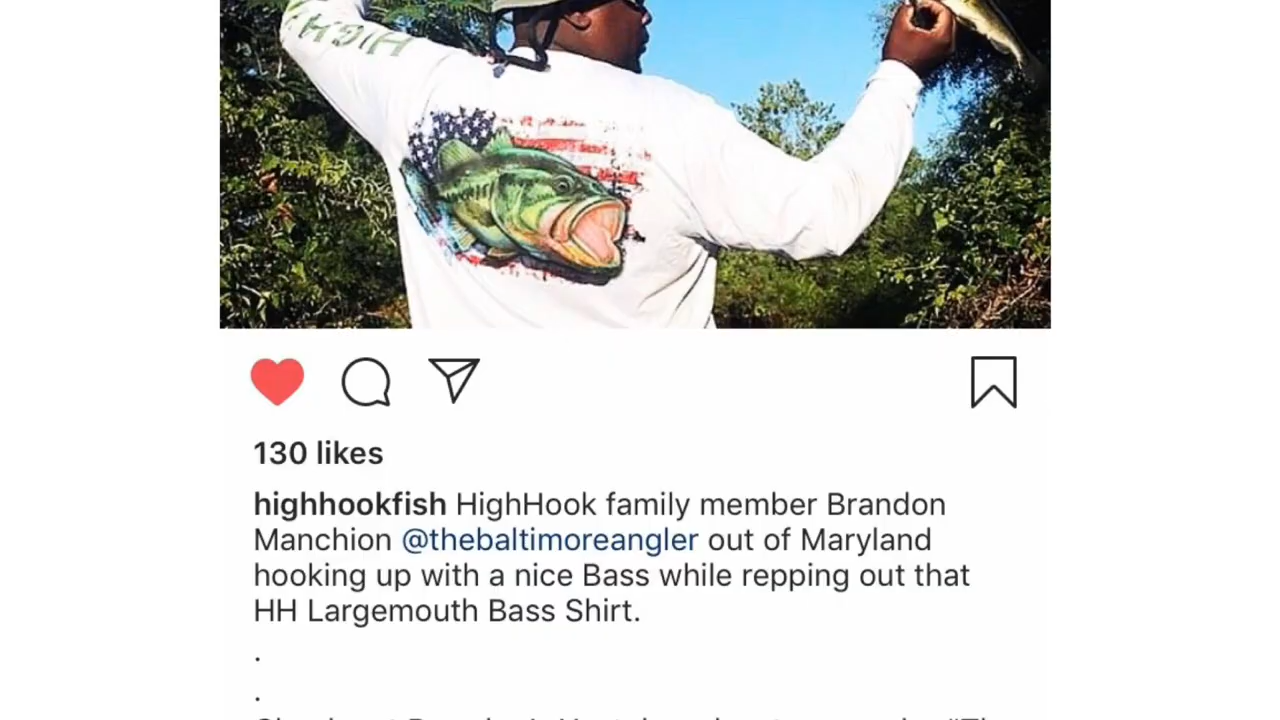 HIGH
130 likes
highhookfish HighHook family member Brandon
Manchion @thebaltimoreangler out of Maryland
hooking up with a nice Bass while repping out that
HH Largemouth Bass Shirt.
.
.